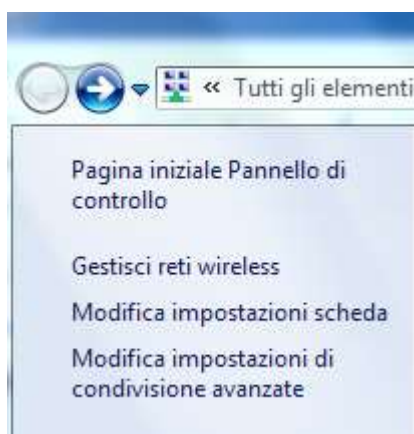 « Tutti gli elementi
Pagina iniziale Pannello di
controllo
Gestisci reti wireless
Modifica impostazioni scheda
Modifica impostazioni di
condivisione avanzate